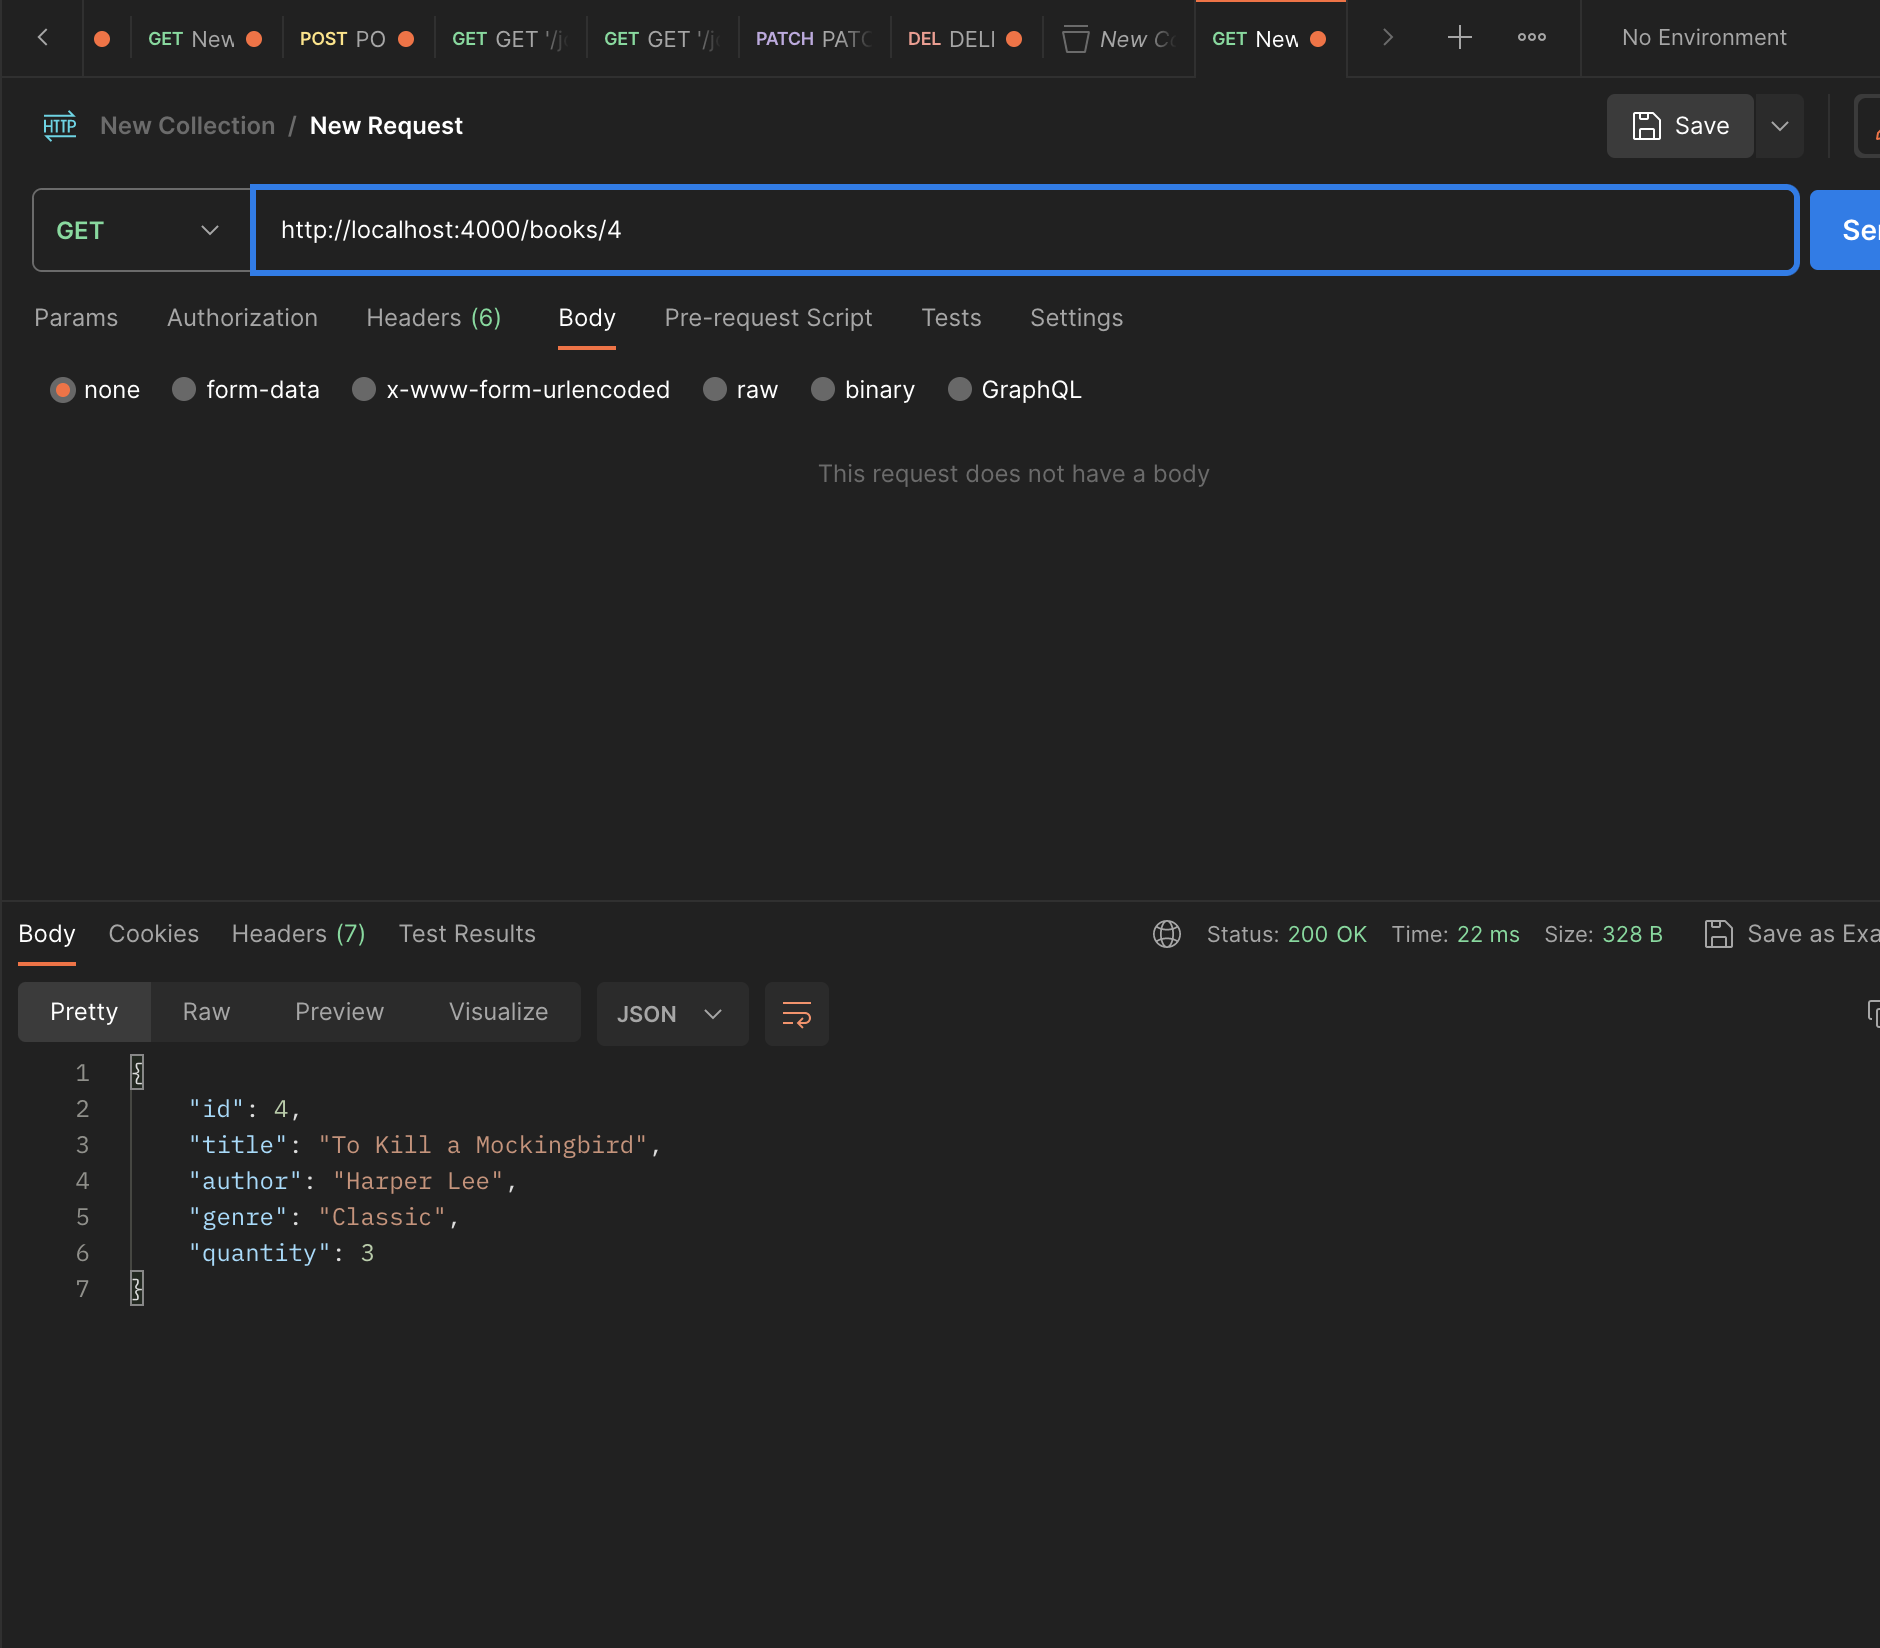 GET New POST PO GET GET '/j GET GET '/j PATCH PATC DEL DELI New C GET New No Environment
HTTP New Collection / New Request Save
GET http://localhost:4000/books/4 Se
Params Authorization Headers (6) Body Pre-request Script Tests Settings
none form-data x-www-form-urlencoded raw binary GraphQL
This request does not have a body
Body Cookies Headers (7) Test Results Status: 200 OK Time: 22 ms Size: 328 B Save as Exa
Pretty Raw Preview Visualize JSON
1 {
2 "id": 4,
3 "title": "To Kill a Mockingbird",
4 "author": "Harper Lee",
5 "genre": "Classic",
6 "quantity": 3
7 }